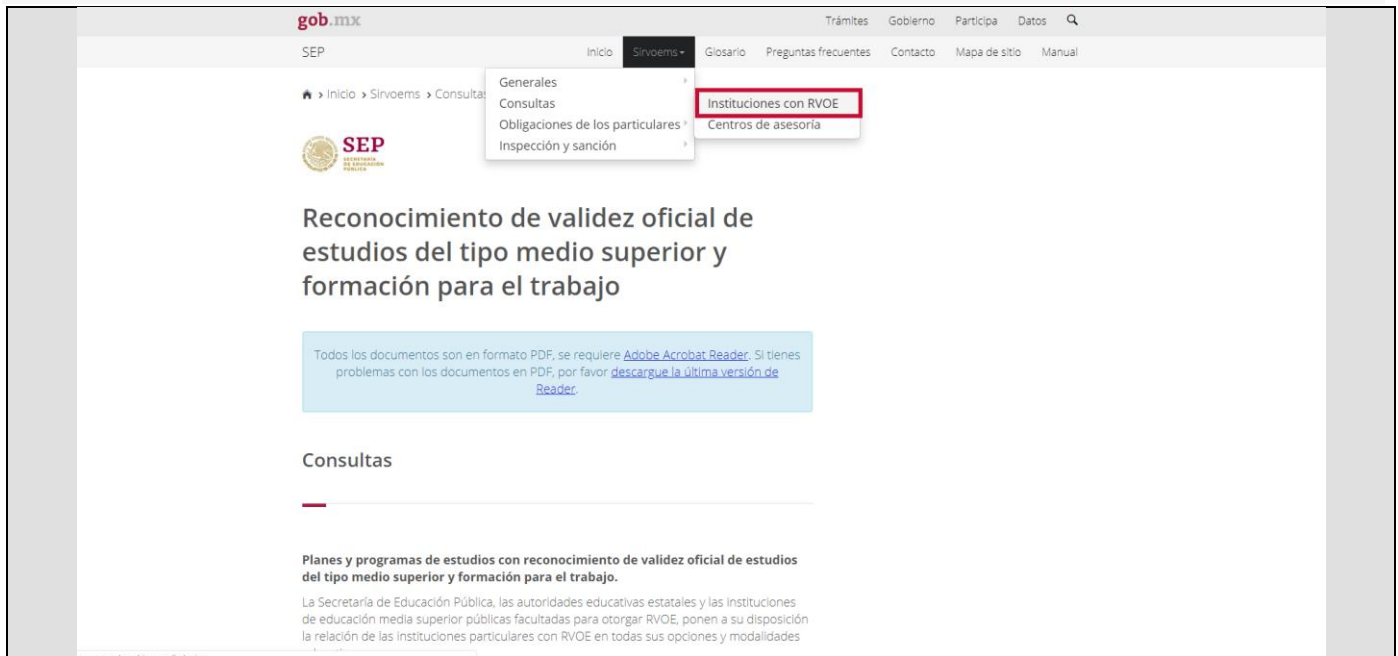 gob.mx
Trámites Gobierno Participa Datos
SEP
Inicio Sirvoems Glosario Preguntas frecuentes Contacto Mapa de sitio Manual
Inicio Sirvoems Consultas
Generales
Consultas
Obligaciones de los particulares
Inspección y sanción
Instituciones con RVOE
Centros de asesoría
SEP
SECRETARÍA
DE EDUCACIÓN
PÚBLICA
Reconocimiento de validez oficial de
estudios del tipo medio superior y
formación para el trabajo
Todos los documentos son en formato PDF, se requiere Adobe Acrobat Reader. Si tienes
problemas con los documentos en PDF, por favor descargue la última versión de
Reader.
Consultas
Planes y programas de estudios con reconocimiento de validez oficial de estudios
del tipo medio superior y formación para el trabajo.
La Secretaría de Educación Pública, las autoridades educativas estatales y las instituciones
de educación media superior públicas facultadas para otorgar RVOE, ponen a su disposición
la relación de las instituciones particulares con RVOE en todas sus opciones y modalidades